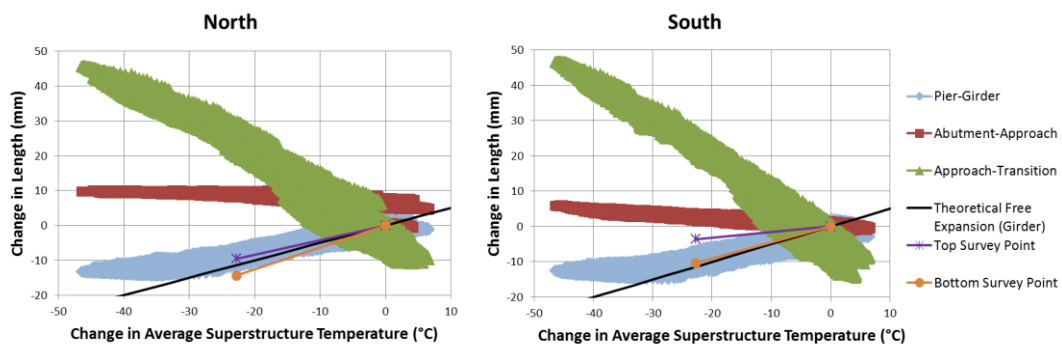 North
South
50
40
30
20
10
0
-10
-20
-50
-40
-30
-20
-10
0
10
Change in Length (mm)
Change in Average Superstructure Temperature (°C)
50
40
30
20
10
0
-10
-20
-50
-40
-30
-20
-10
0
10
Change in Length (mm)
Change in Average Superstructure Temperature (°C)
Pier-Girder
Abutment-Approach
Approach-Transition
Theoretical Free
Expansion (Girder)
Top Survey Point
Bottom Survey Point